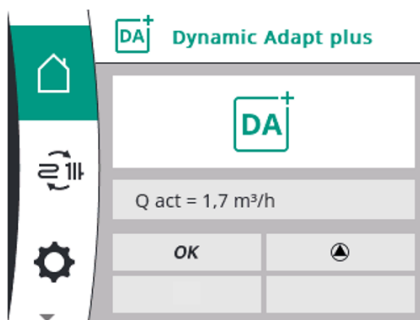 DA+ Dynamic Adapt plus
DA+
Q act = 1,7 m³/h
OK